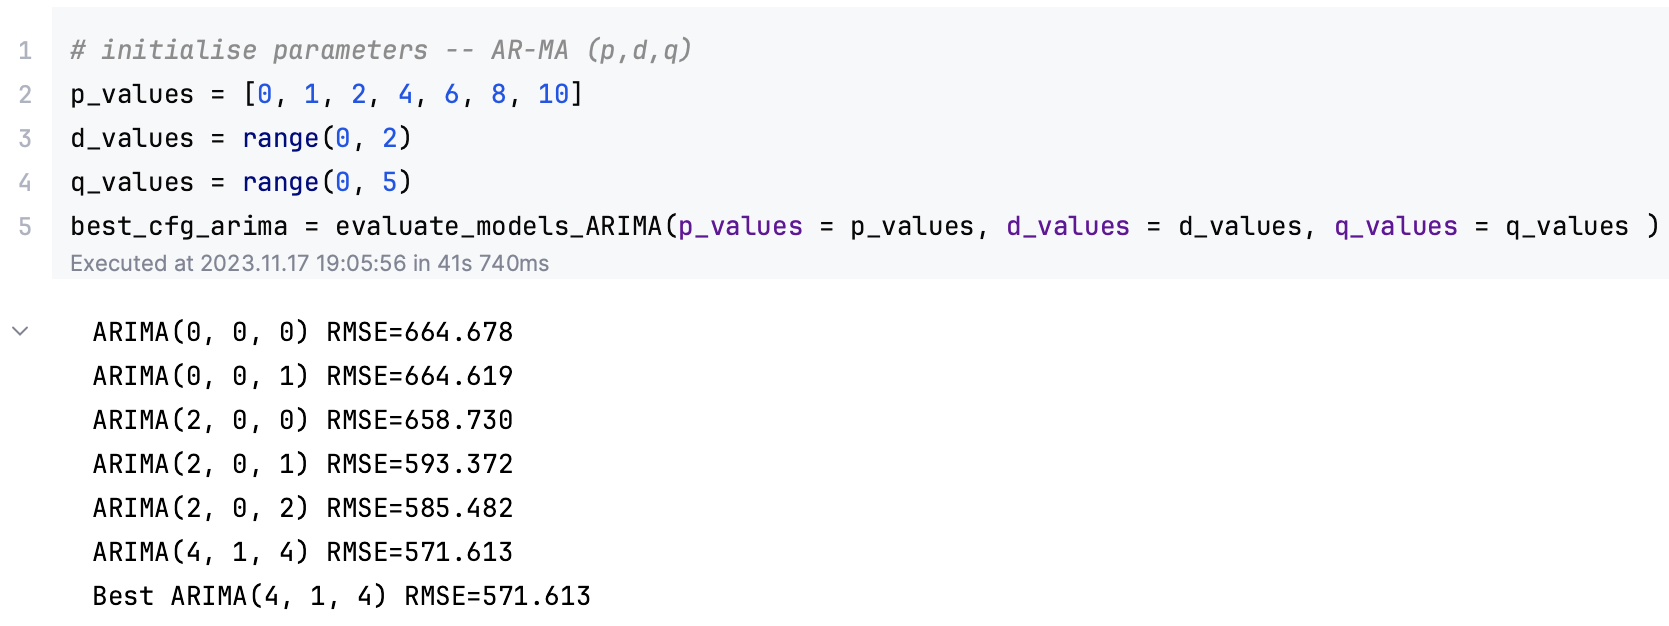 1 # initialise parameters -- AR-MA (p,d,q)
2 p_values = [0, 1, 2, 4, 6, 8, 10]
3 d_values = range(0, 2)
4 q_values = range(0, 5)
5 best_cfg_arima = evaluate_models_ARIMA(p_values = p_values, d_values = d_values, q_values = q_values )
Executed at 2023.11.17 19:05:56 in 41s 740ms
ARIMA(0, 0, 0) RMSE=664.678
ARIMA(0, 0, 1) RMSE=664.619
ARIMA(2, 0, 0) RMSE=658.730
ARIMA(2, 0, 1) RMSE=593.372
ARIMA(2, 0, 2) RMSE=585.482
ARIMA(4, 1, 4) RMSE=571.613
Best ARIMA(4, 1, 4) RMSE=571.613